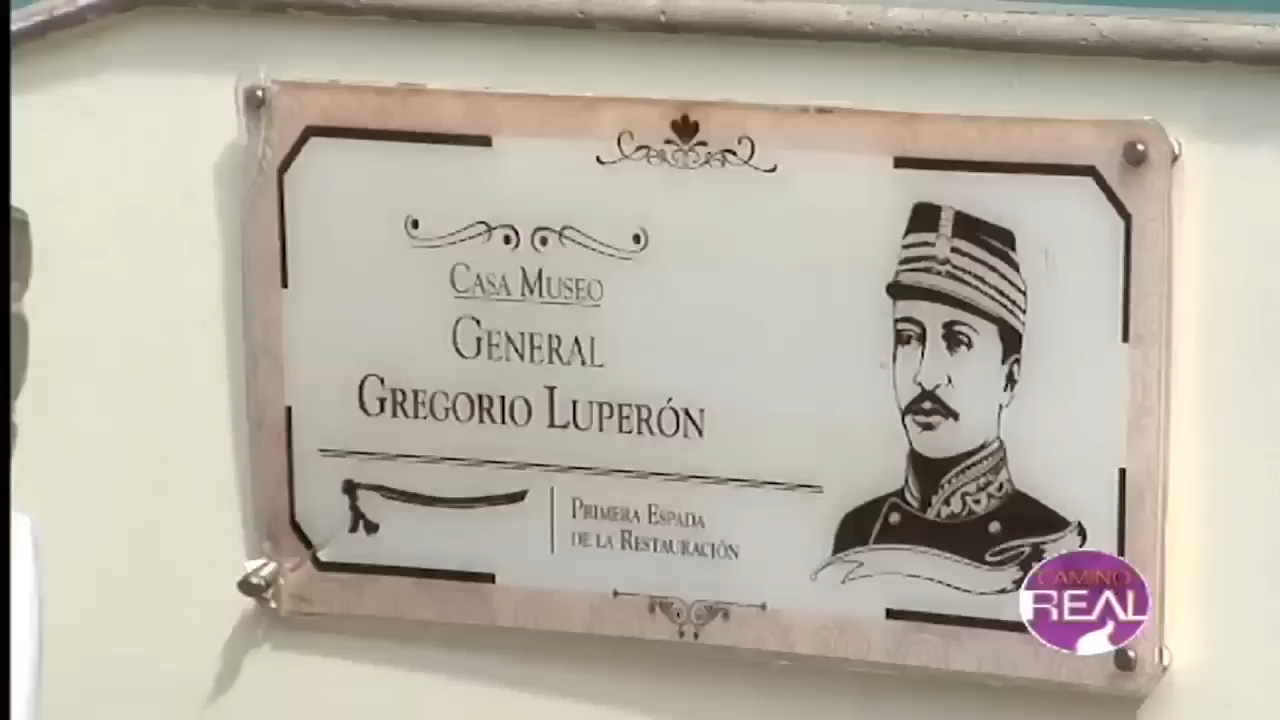 CASA MUSEO
GENERAL
GREGORIO LUPERÓN
PRIMERA ESPADA
DE LA RESTAURACIÓN
CAMINO
REAL